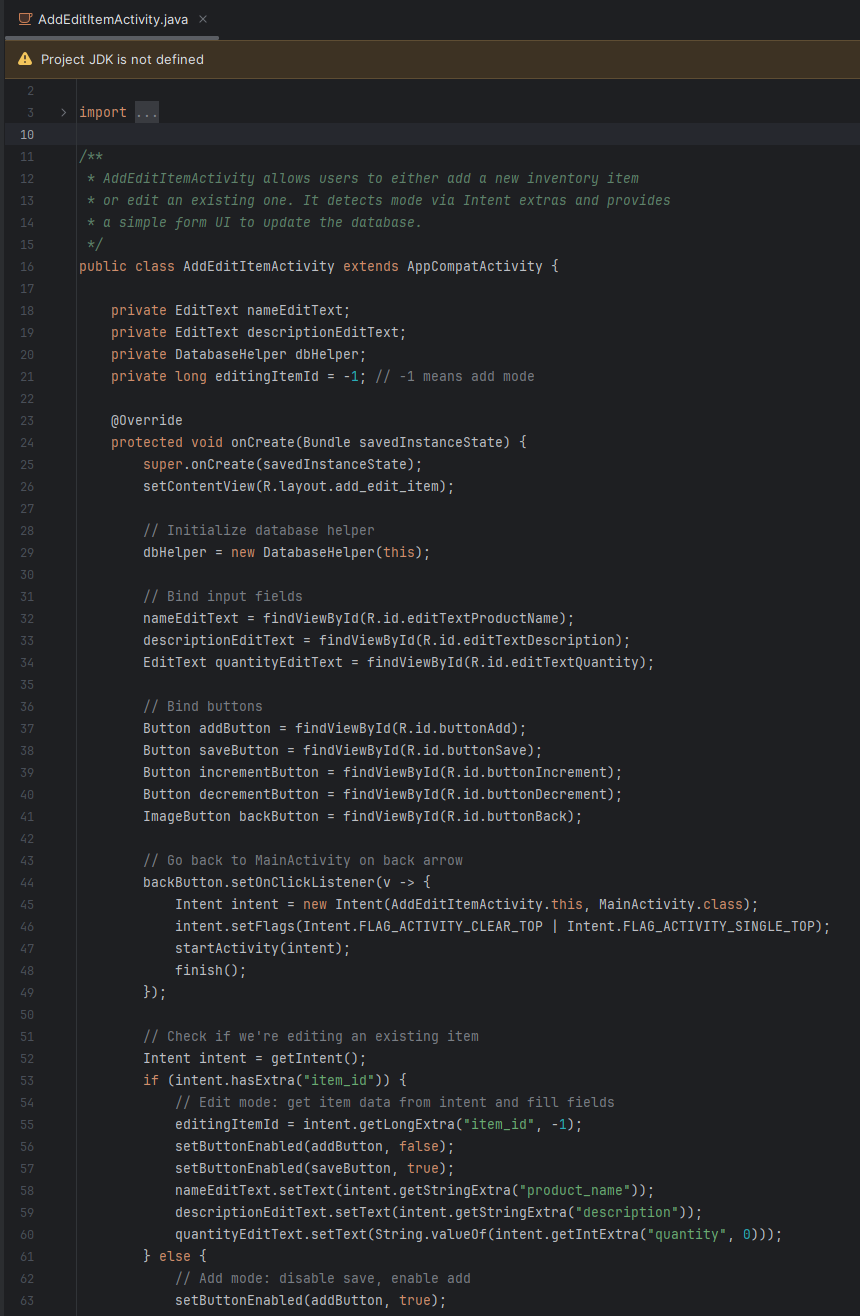 AddEditItemActivity.java ×
Project JDK is not defined
2
3 import ...
10
11 /**
12  * AddEditItemActivity allows users to either add a new inventory item
13  * or edit an existing one. It detects mode via Intent extras and provides
14  * a simple form UI to update the database.
15  */
16 public class AddEditItemActivity extends AppCompatActivity {
17
18     private EditText nameEditText;
19     private EditText descriptionEditText;
20     private DatabaseHelper dbHelper;
21     private long editingItemId = -1; // -1 means add mode
22
23     @Override
24     protected void onCreate(Bundle savedInstanceState) {
25         super.onCreate(savedInstanceState);
26         setContentView(R.layout.add_edit_item);
27
28         // Initialize database helper
29         dbHelper = new DatabaseHelper(this);
30
31         // Bind input fields
32         nameEditText = findViewById(R.id.editTextProductName);
33         descriptionEditText = findViewById(R.id.editTextDescription);
34         EditText quantityEditText = findViewById(R.id.editTextQuantity);
35
36         // Bind buttons
37         Button addButton = findViewById(R.id.buttonAdd);
38         Button saveButton = findViewById(R.id.buttonSave);
39         Button incrementButton = findViewById(R.id.buttonIncrement);
40         Button decrementButton = findViewById(R.id.buttonDecrement);
41         ImageButton backButton = findViewById(R.id.buttonBack);
42
43         // Go back to MainActivity on back arrow
44         backButton.setOnClickListener(v -> {
45             Intent intent = new Intent(AddEditItemActivity.this, MainActivity.class);
46             intent.setFlags(Intent.FLAG_ACTIVITY_CLEAR_TOP | Intent.FLAG_ACTIVITY_SINGLE_TOP);
47             startActivity(intent);
48             finish();
49         });
50
51         // Check if we're editing an existing item
52         Intent intent = getIntent();
53         if (intent.hasExtra("item_id")) {
54             // Edit mode: get item data from intent and fill fields
55             editingItemId = intent.getLongExtra("item_id", -1);
56             setButtonEnabled(addButton, false);
57             setButtonEnabled(saveButton, true);
58             nameEditText.setText(intent.getStringExtra("product_name"));
59             descriptionEditText.setText(intent.getStringExtra("description"));
60             quantityEditText.setText(String.valueOf(intent.getIntExtra("quantity", 0)));
61         } else {
62             // Add mode: disable save, enable add
63             setButtonEnabled(addButton, true);